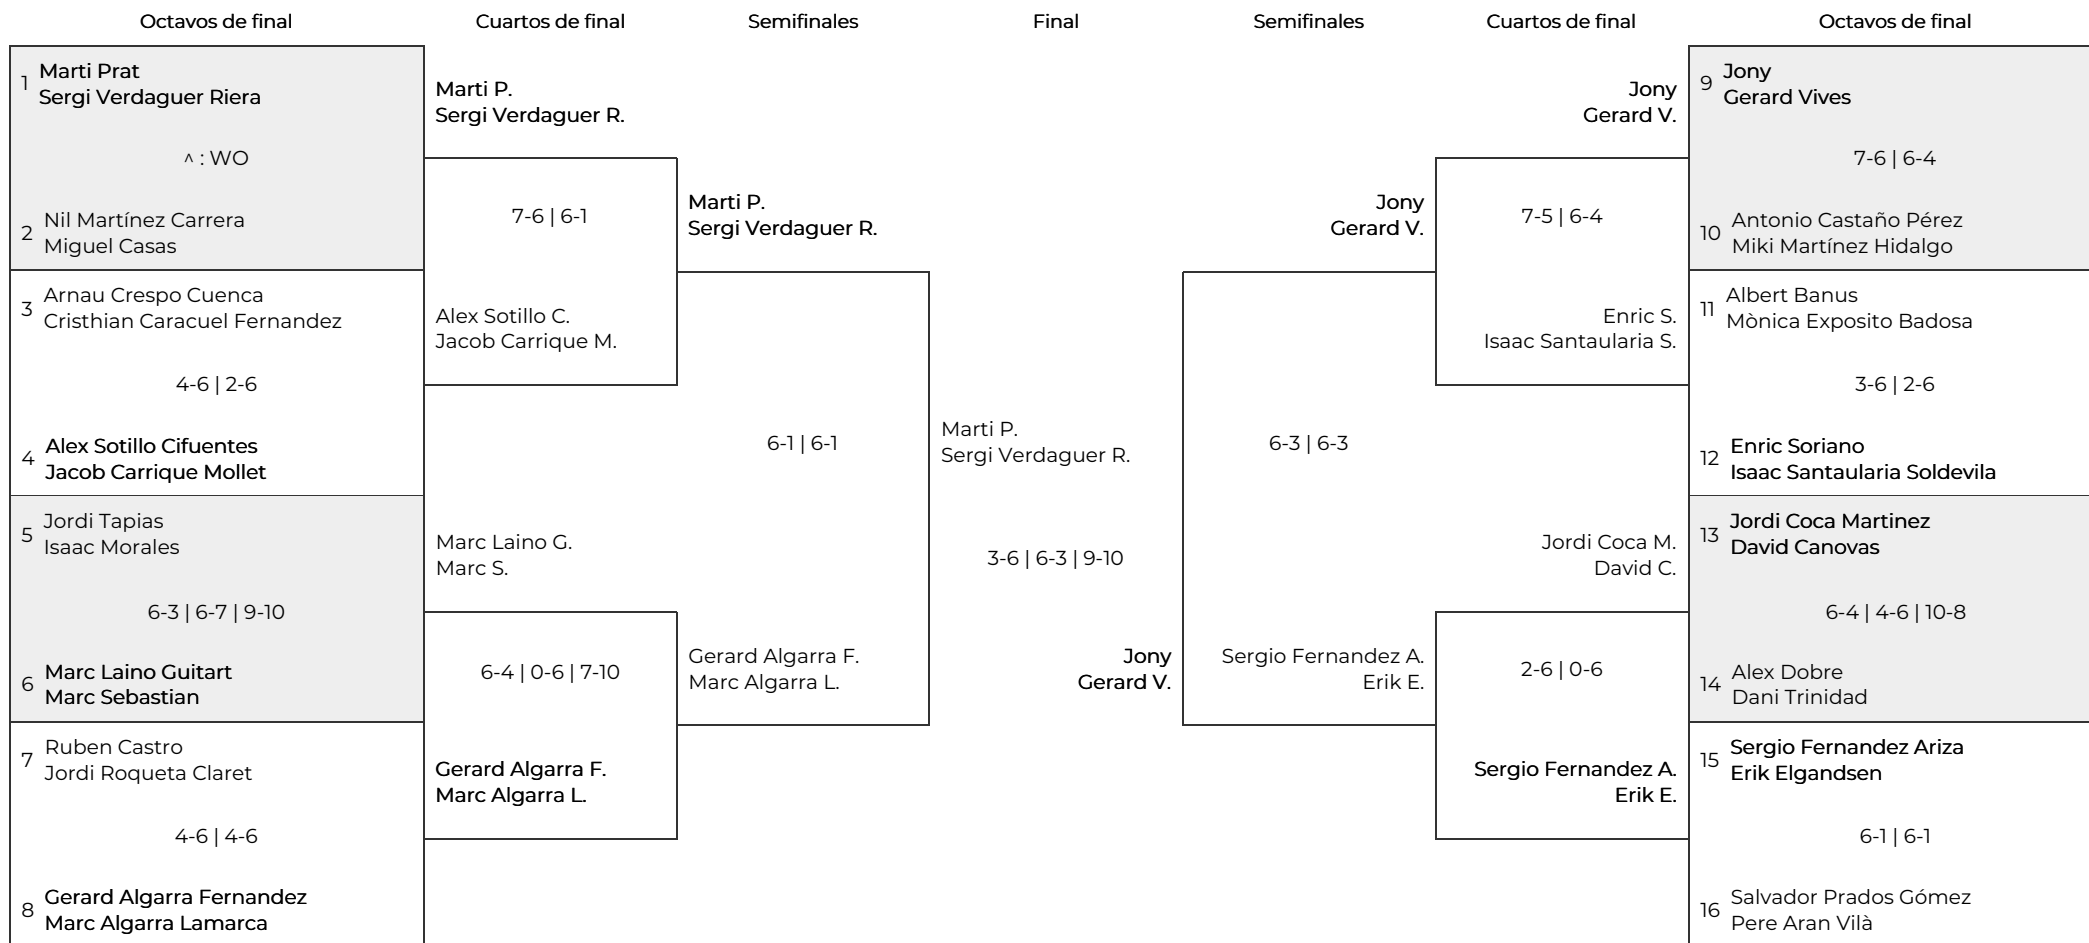 Octavos de final
Cuartos de final
Semifinales
Final
Semifinales
Cuartos de final
Octavos de final
1
Marti Prat
Sergi Verdaguer Riera
^ : WO
2
Nil Martínez Carrera
Miguel Casas
3
Arnau Crespo Cuenca
Cristhian Caracuel Fernandez
4-6 | 2-6
4
Alex Sotillo Cifuentes
Jacob Carrique Mollet
5
Jordi Tapias
Isaac Morales
6-3 | 6-7 | 9-10
6
Marc Laino Guitart
Marc Sebastian
7
Ruben Castro
Jordi Roqueta Claret
4-6 | 4-6
8
Gerard Algarra Fernandez
Marc Algarra Lamarca
Marti P.
Sergi Verdaguer R.
7-6 | 6-1
Alex Sotillo C.
Jacob Carrique M.
Marc Laino G.
Marc S.
6-4 | 0-6 | 7-10
Gerard Algarra F.
Marc Algarra L.
Marti P.
Sergi Verdaguer R.
6-1 | 6-1
Gerard Algarra F.
Marc Algarra L.
Marti P.
Sergi Verdaguer R.
3-6 | 6-3 | 9-10
Jony
Gerard V.
Jony
Gerard V.
6-3 | 6-3
Sergio Fernandez A.
Erik E.
Jony
Gerard V.
7-5 | 6-4
Enric S.
Isaac Santaularia S.
Jordi Coca M.
David C.
2-6 | 0-6
Sergio Fernandez A.
Erik E.
9
Jony
Gerard Vives
7-6 | 6-4
10
Antonio Castaño Pérez
Miki Martínez Hidalgo
11
Albert Banus
Mònica Exposito Badosa
3-6 | 2-6
12
Enric Soriano
Isaac Santaularia Soldevila
13
Jordi Coca Martinez
David Canovas
6-4 | 4-6 | 10-8
14
Alex Dobre
Dani Trinidad
15
Sergio Fernandez Ariza
Erik Elgandsen
6-1 | 6-1
16
Salvador Prados Gómez
Pere Aran Vilà